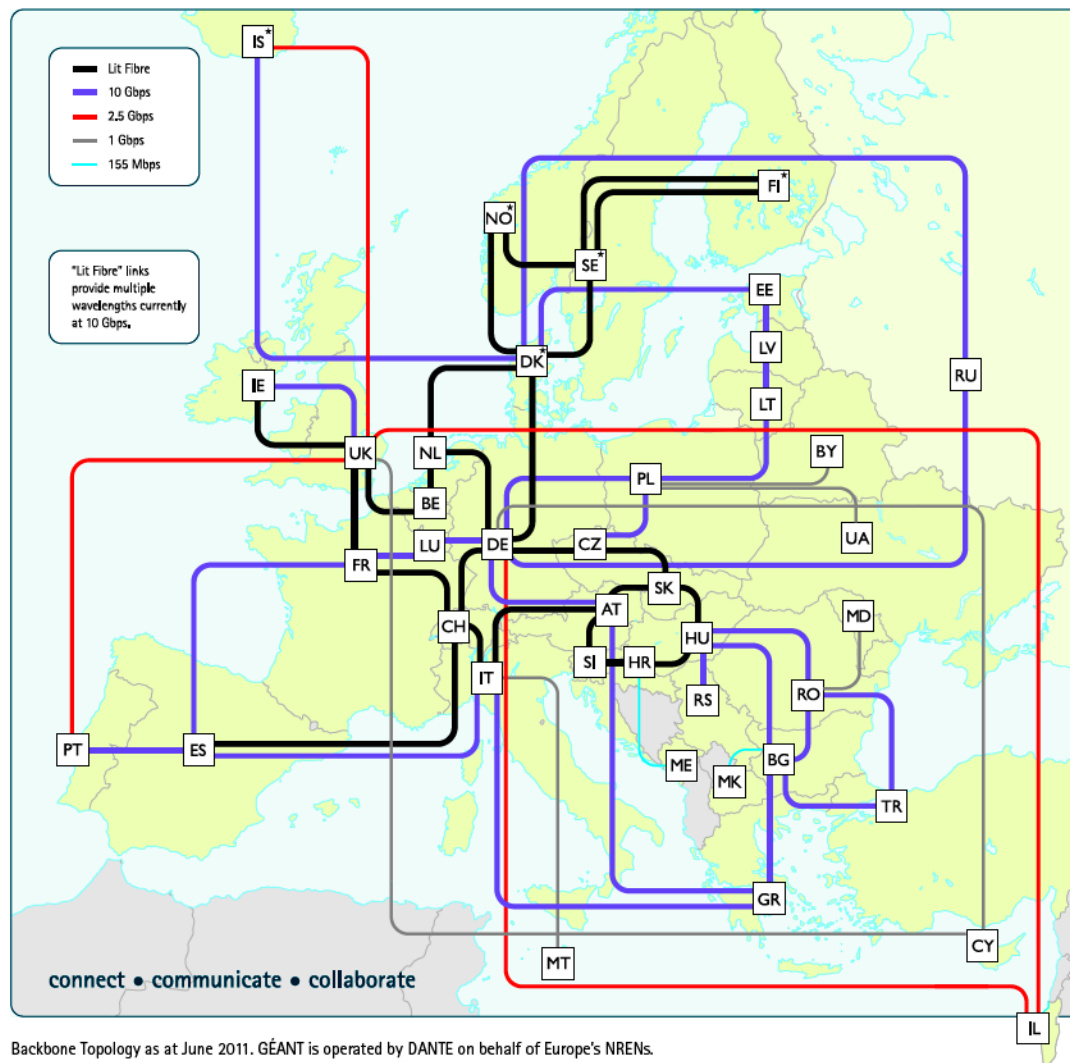 IS*
Lit Fibre
10 Gbps
2.5 Gbps
1 Gbps
155 Mbps
FI*
NO*
SE*
"Lit Fibre" links
provide multiple
wavelengths currently
at 10 Gbps.
EE
LV
DK*
RU
IE
LT
UK
NL
BY
PL
BE
UA
LU
DE
CZ
FR
SK
AT
MD
CH
HU
SI
HR
IT
RS
RO
PT
ES
ME
BG
MK
TR
GR
CY
MT
connect • communicate • collaborate
IL
Backbone Topology as at June 2011. GÉANT is operated by DANTE on behalf of Europe's NRENs.